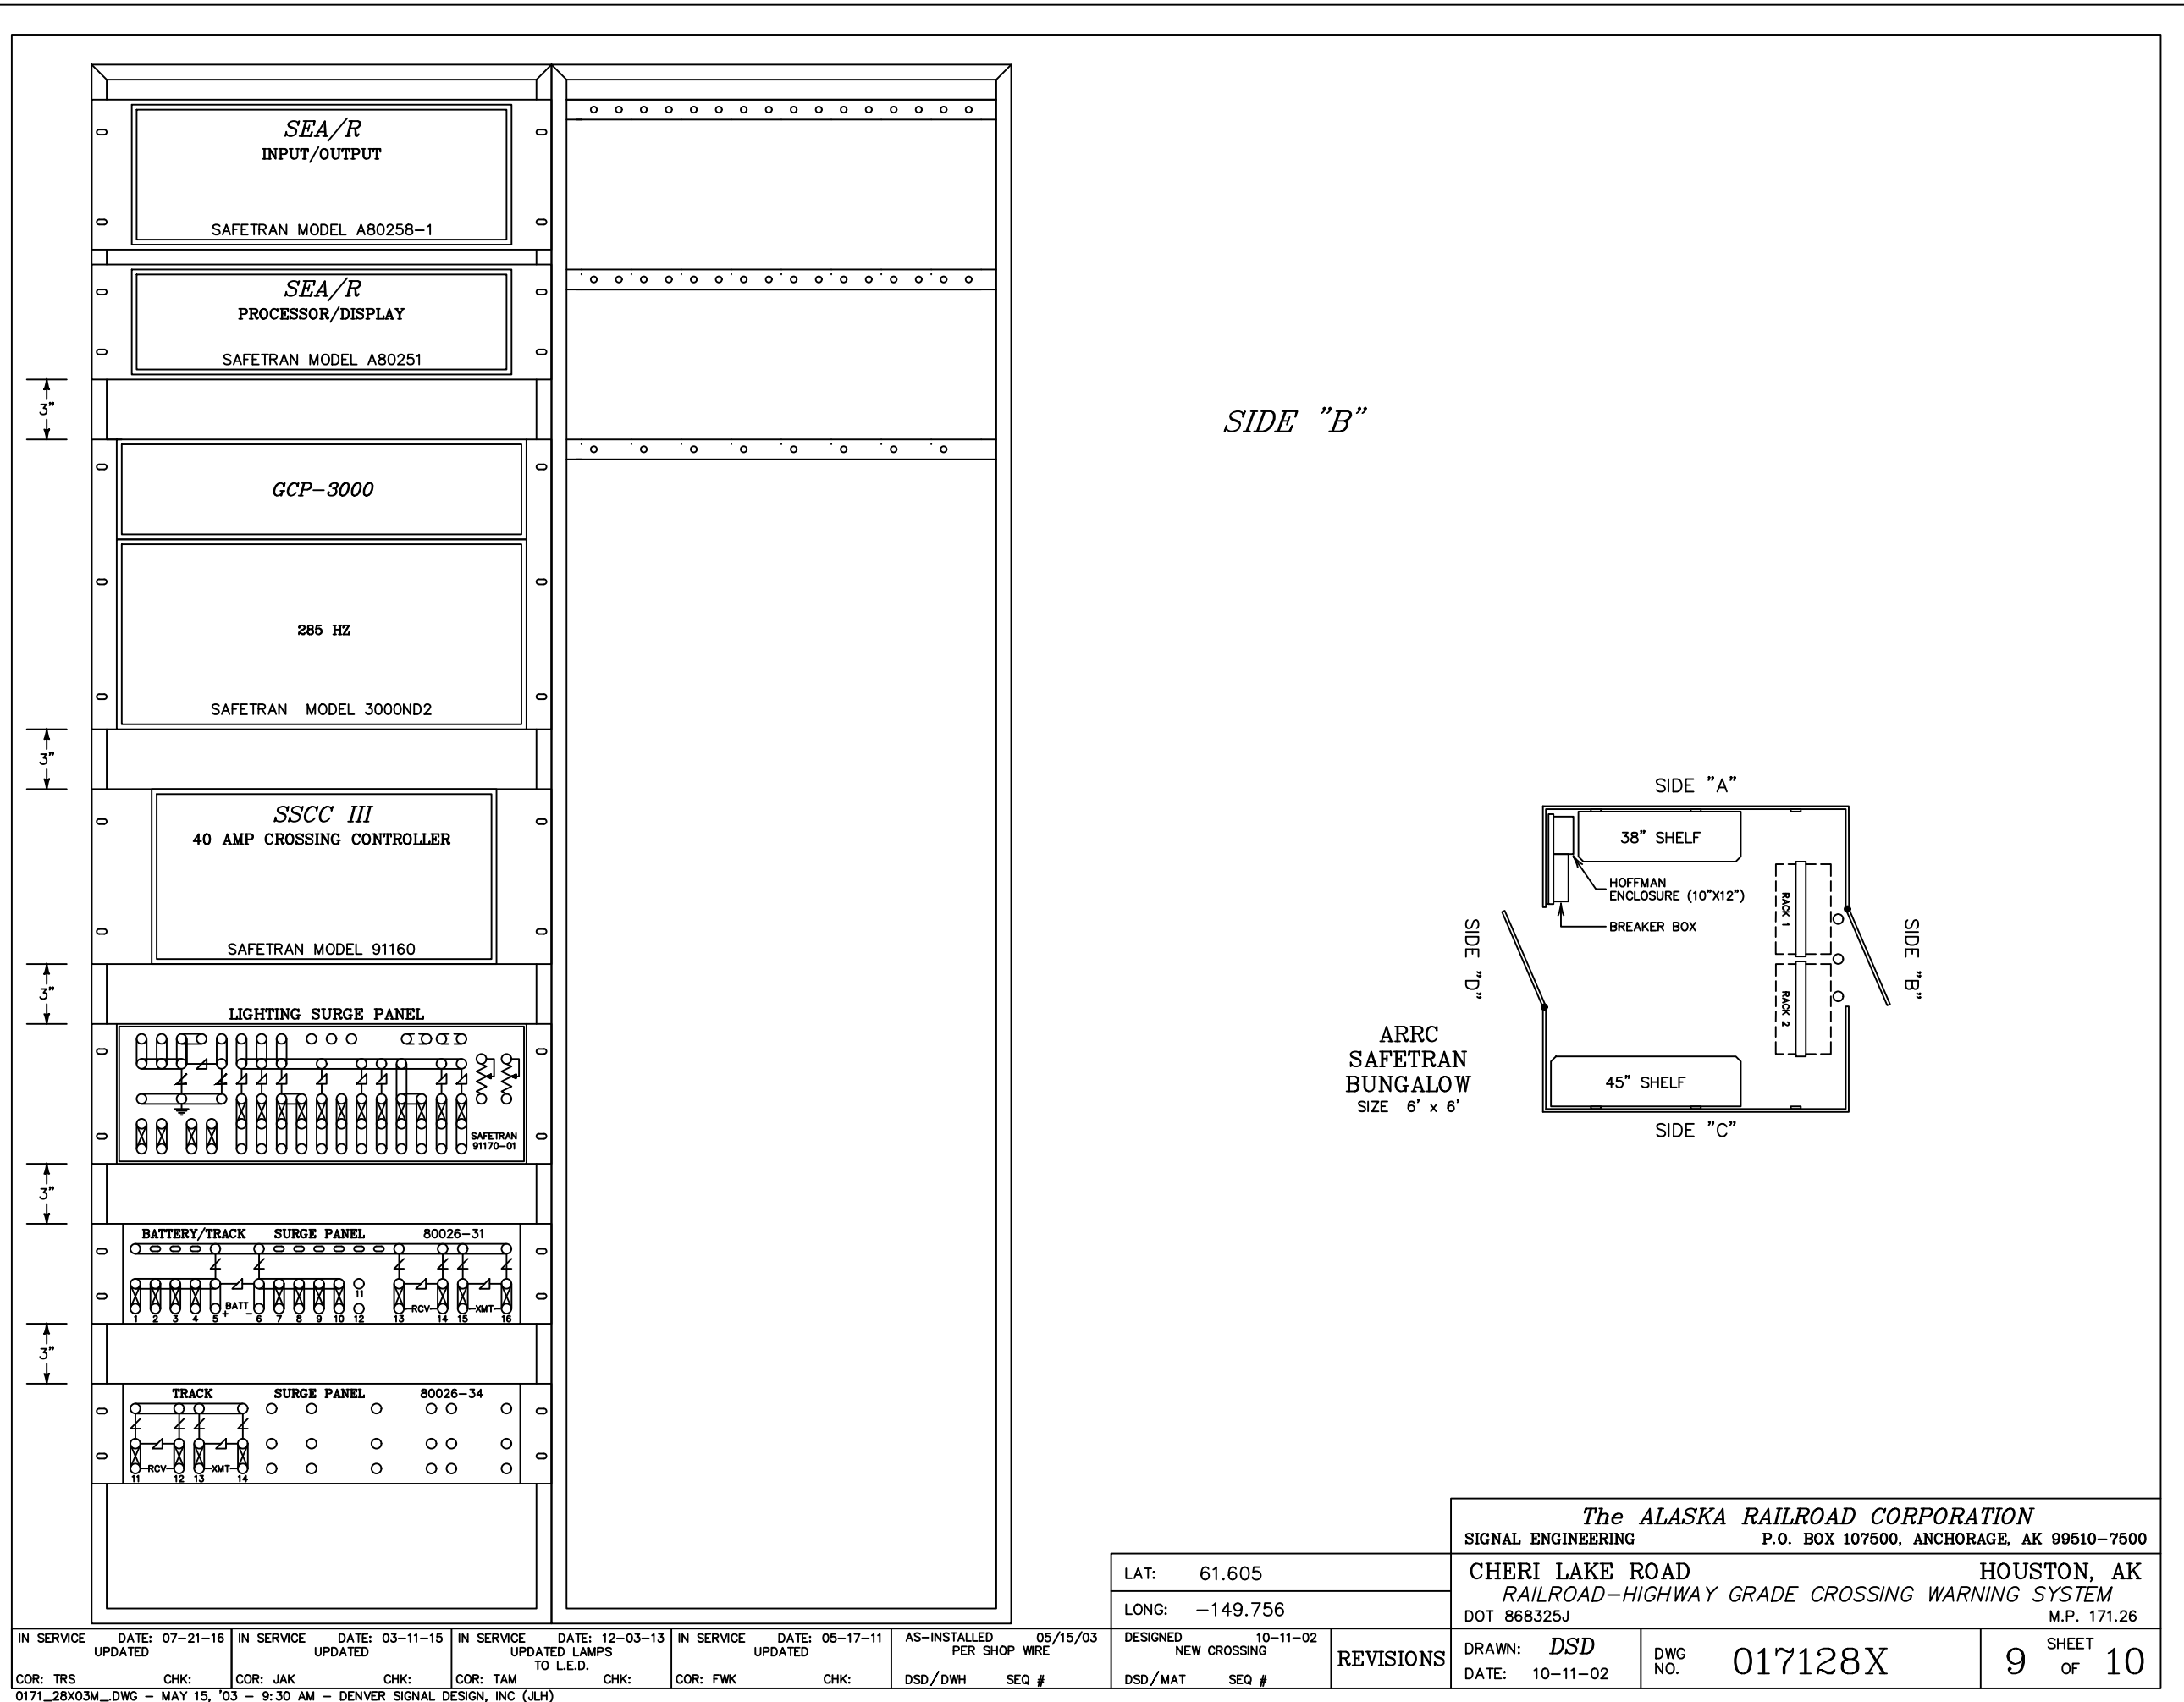 SEA/R
INPUT/OUTPUT
SAFETRAN MODEL A80258-1
SEA/R
PROCESSOR/DISPLAY
SAFETRAN MODEL A80251
3"
GCP-3000
285 HZ
SAFETRAN MODEL 3000ND2
3"
SSCC III
40 AMP CROSSING CONTROLLER
SAFETRAN MODEL 91160
3"
LIGHTING SURGE PANEL
SAFETRAN
91170-01
3"
BATTERY/TRACK SURGE PANEL 80026-31
11
BATT
+ -
RCV XMT
1 2 3 4 5 6 7 8 9 10 12 13 14 15 16
3"
TRACK SURGE PANEL 80026-34
RCV XMT
11 12 13 14
SIDE "B"
SIDE "A"
38" SHELF
HOFFMAN
ENCLOSURE (10"X12")
BREAKER BOX
RACK 1
RACK 2
SIDE "D"
SIDE "B"
45" SHELF
SIDE "C"
ARRC
SAFETRAN
BUNGALOW
SIZE 6' x 6'
The ALASKA RAILROAD CORPORATION
SIGNAL ENGINEERING P.O. BOX 107500, ANCHORAGE, AK 99510-7500
LAT: 61.605
LONG: -149.756
CHERI LAKE ROAD HOUSTON, AK
RAILROAD-HIGHWAY GRADE CROSSING WARNING SYSTEM
DOT 868325J M.P. 171.26
IN SERVICE DATE: 07-21-16
UPDATED
COR: TRS CHK:
IN SERVICE DATE: 03-11-15
UPDATED
COR: JAK CHK:
IN SERVICE DATE: 12-03-13
UPDATED LAMPS
TO L.E.D.
COR: TAM CHK:
IN SERVICE DATE: 05-17-11
UPDATED
COR: FWK CHK:
AS-INSTALLED 05/15/03
PER SHOP WIRE
DSD/DWH SEQ #
DESIGNED 10-11-02
NEW CROSSING
DSD/MAT SEQ #
REVISIONS
DRAWN: DSD
DATE: 10-11-02
DWG
NO. 017128X
9 SHEET OF 10
0171_28X03M_.DWG - MAY 15, '03 - 9:30 AM - DENVER SIGNAL DESIGN, INC (JLH)